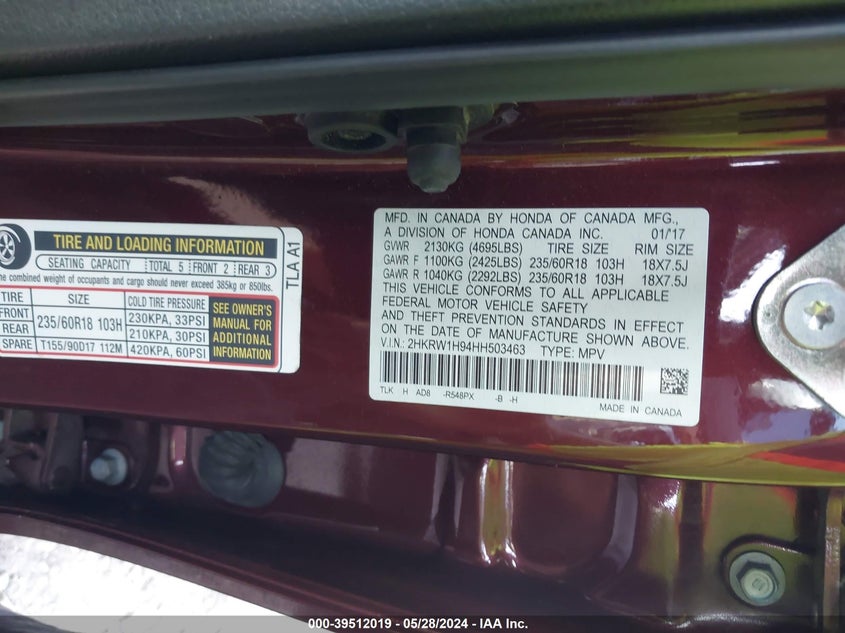 TIRE AND LOADING INFORMATION
SEATING CAPACITY TOTAL 5 FRONT 2 REAR 3
combined weight of occupants and cargo should never exceed 385kg or 850lbs.
TIRE SIZE COLD TIRE PRESSURE
FRONT 235/60R18 103H 230KPA, 33PSI
REAR 210KPA, 30PSI
SPARE T155/90D17 112M 420KPA, 60PSI
SEE OWNER'S
MANUAL FOR
ADDITIONAL
INFORMATION
TLA A1
MFD. IN CANADA BY HONDA OF CANADA MFG.,
A DIVISION OF HONDA CANADA INC. 01/17
GVWR 2130KG (4695LBS) TIRE SIZE RIM SIZE
GAWR F 1100KG (2425LBS) 235/60R18 103H 18X7.5J
GAWR R 1040KG (2292LBS) 235/60R18 103H 18X7.5J
THIS VEHICLE CONFORMS TO ALL APPLICABLE
FEDERAL MOTOR VEHICLE SAFETY
AND THEFT PREVENTION STANDARDS IN EFFECT
ON THE DATE OF MANUFACTURE SHOWN ABOVE.
V.I.N.: 2HKRW1H94HH503463 TYPE: MPV
TLK H AD8 -R548PX -B -H
MADE IN CANADA
000-39512019 - 05/28/2024 - IAA Inc.